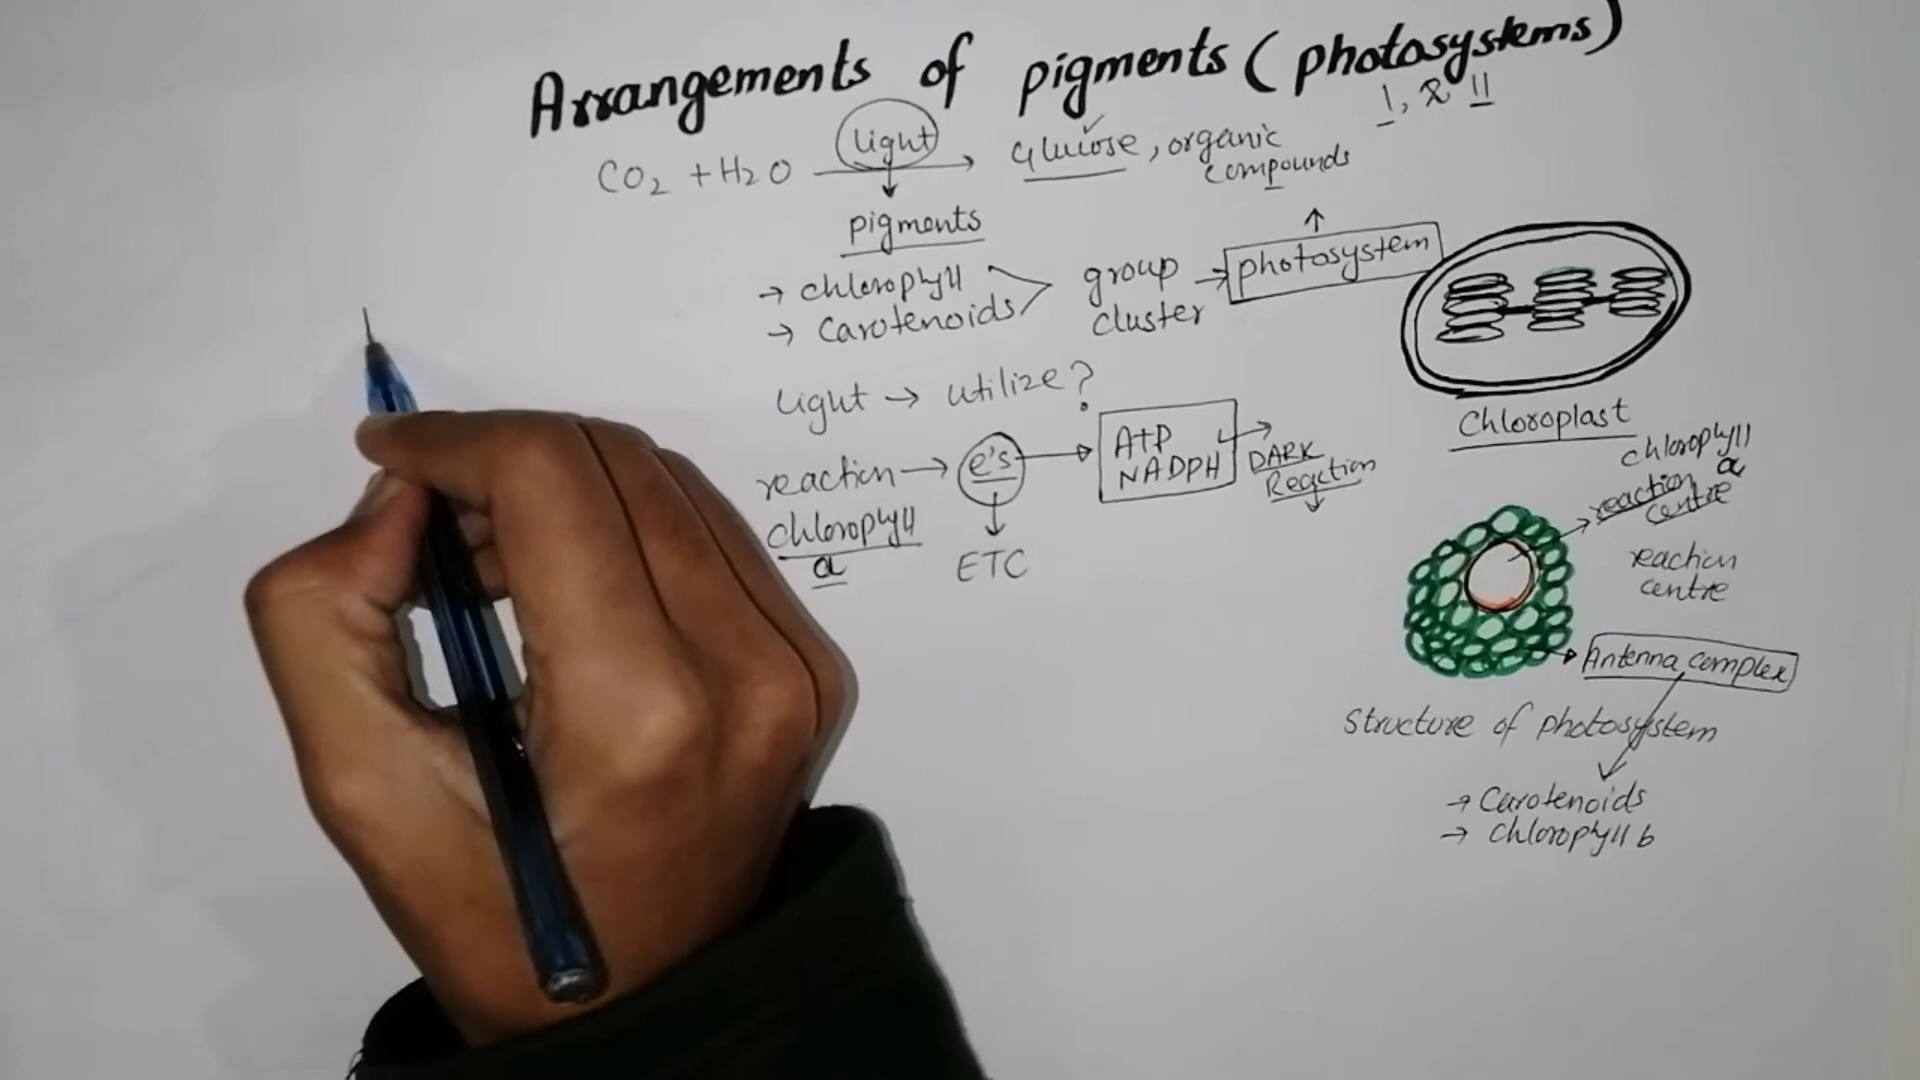 Arrangements of pigments ( photosystems )
I, & II
CO2 + H2O light → Glucose, organic
compounds
↓
pigments
→ chlorophyll
→ Carotenoids
group
cluster
→ photosystem
↑
light → utilize?
reaction → e's → ATP
NADPH
→ DARK
Reaction
↓
chlorophyll
a
↓
ETC
Chloroplast
chlorophyll
a
reaction
centre
reaction
centre
Antenna complex
Structure of photosystem
→ Carotenoids
→ chlorophyll b